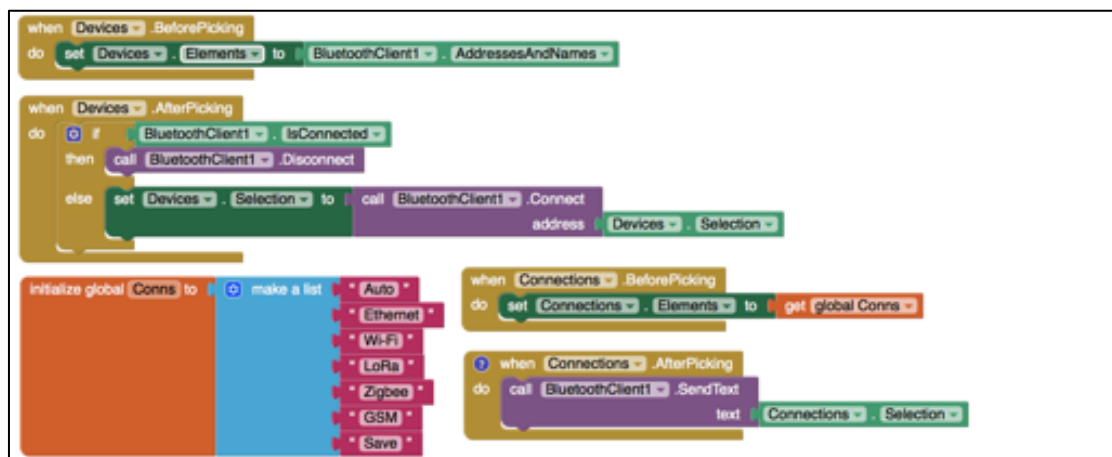 when Devices .BeforePicking
do set Devices . Elements to BluetoothClient1 . AddressesAndNames
when Devices .AfterPicking
do if BluetoothClient1 . IsConnected
then call BluetoothClient1 .Disconnect
else set Devices . Selection to call BluetoothClient1 .Connect
address Devices . Selection
initialize global Conns to make a list " Auto "
" Ethernet "
" Wi-Fi "
" LoRa "
" Zigbee "
" GSM "
" Save "
when Connections .BeforePicking
do set Connections . Elements to get global Conns
? when Connections .AfterPicking
do call BluetoothClient1 .SendText
text Connections . Selection